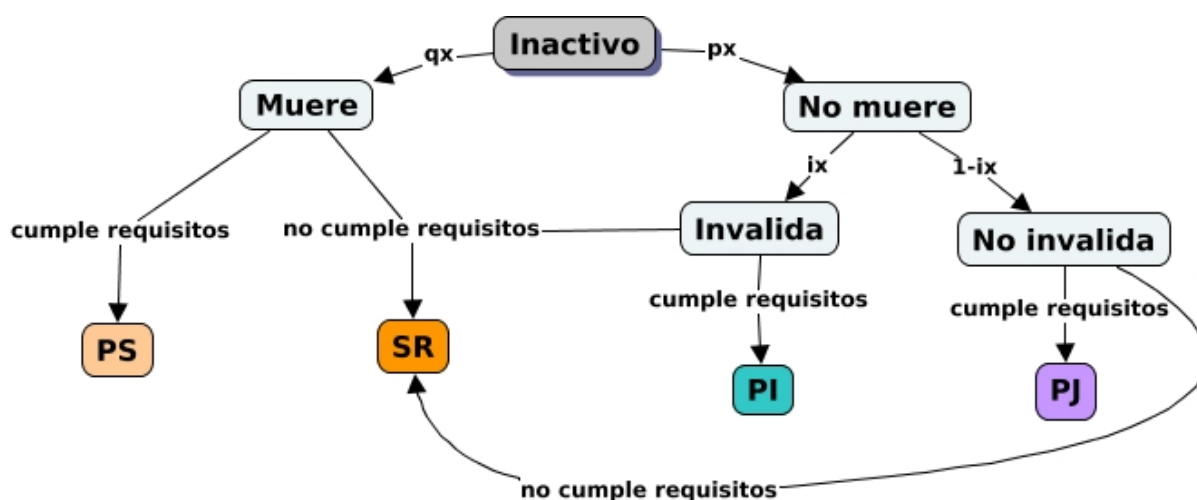 Inactivo
qx
px
Muere
No muere
ix
1-ix
cumple requisitos
no cumple requisitos
Invalida
No invalida
cumple requisitos
cumple requisitos
PS
SR
PI
PJ
no cumple requisitos